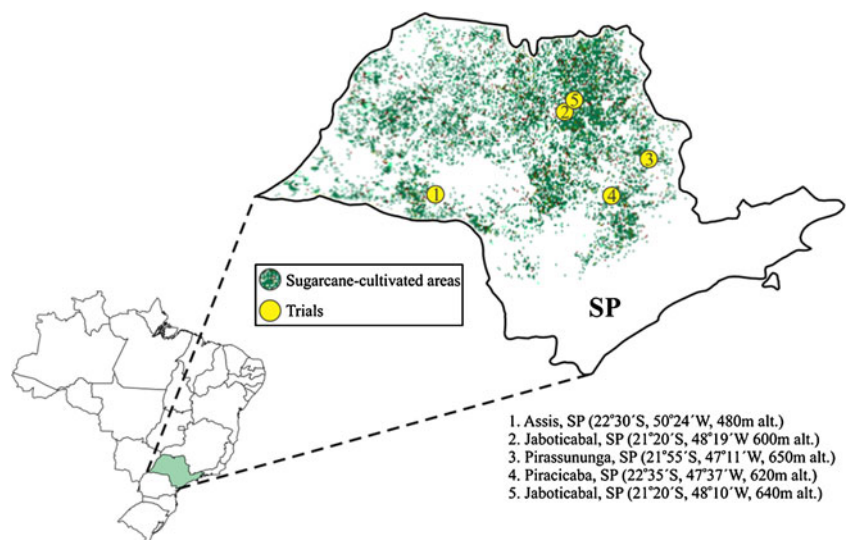 5
2
3
1
4
Sugarcane-cultivated areas
Trials
SP
1. Assis, SP (22°30´S, 50°24´W, 480m alt.)
2. Jaboticabal, SP (21°20´S, 48°19´W 600m alt.)
3. Pirassununga, SP (21°55´S, 47°11´W, 650m alt.)
4. Piracicaba, SP (22°35´S, 47°37´W, 620m alt.)
5. Jaboticabal, SP (21°20´S, 48°10´W, 640m alt.)